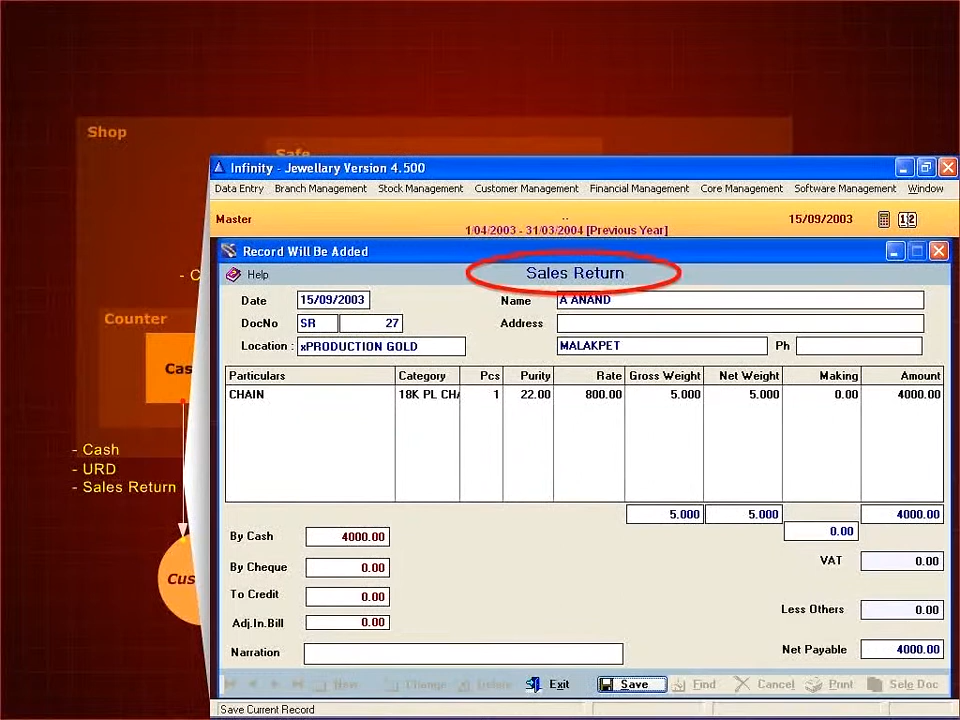 Shop
Safe
Infinity - Jewellary Version 4.500
Data Entry Branch Management Stock Management Customer Management Financial Management Core Management Software Management Window
Master
..
15/09/2003
12
1/04/2003 - 31/03/2004 [Previous Year]
Record Will Be Added
- C
Help
Sales Return
Date 15/09/2003 Name A ANAND
Counter
DocNo SR 27 Address
Location : xPRODUCTION GOLD MALAKPET Ph
Cas
Particulars Category Pcs Purity Rate Gross Weight Net Weight Making Amount
CHAIN 18K PL CHA 1 22.00 800.00 5.000 5.000 0.00 4000.00
- Cash
- URD
- Sales Return
5.000 5.000 4000.00
0.00
By Cash 4000.00
VAT 0.00
By Cheque 0.00
Cus
To Credit 0.00
Less Others 0.00
Adj.In.Bill 0.00
Narration
Net Payable 4000.00
New Change Delete Exit Save Find Cancel Print Sele Doc
Save Current Record